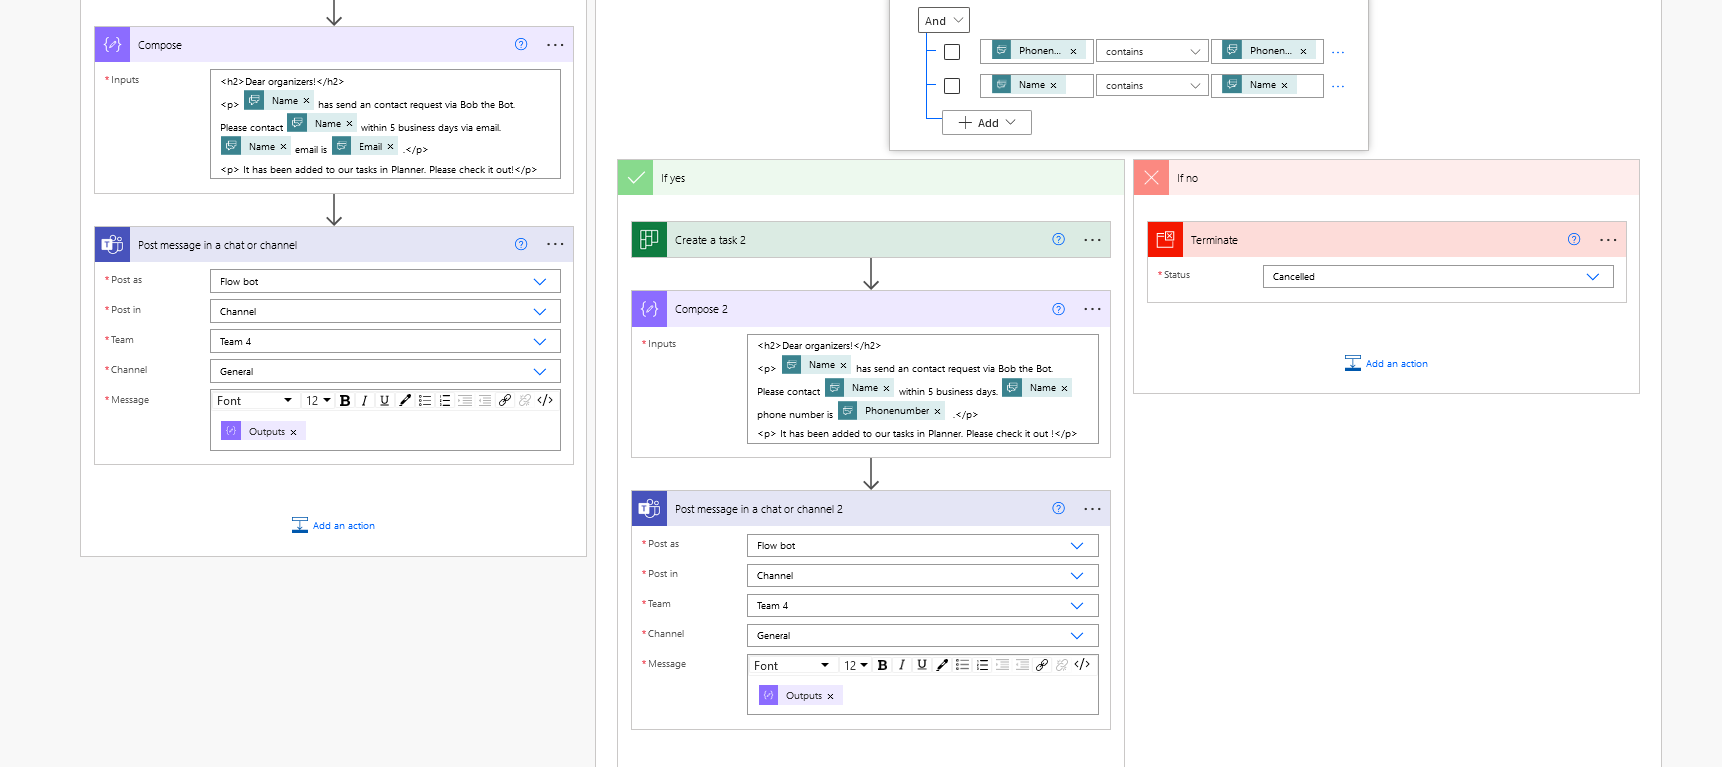 Compose
* Inputs
<h2>Dear organizers!</h2>
<p> Name × has send an contact request via Bob the Bot.
Please contact Name × within 5 business days via email.
Name × email is Email × .</p>
<p> It has been added to our tasks in Planner. Please check it out!</p>
Post message in a chat or channel
* Post as
Flow bot
* Post in
Channel
* Team
Team 4
* Channel
General
* Message
Font 12 B I U </>
Outputs ×
Add an action
And
Phonen... × contains Phonen... × ...
Name × contains Name × ...
+ Add
If yes
Create a task 2
Compose 2
* Inputs
<h2>Dear organizers!</h2>
<p> Name × has send an contact request via Bob the Bot.
Please contact Name × within 5 business days. Name ×
phone number is Phonenumber × .</p>
<p> It has been added to our tasks in Planner. Please check it out !</p>
Post message in a chat or channel 2
* Post as
Flow bot
* Post in
Channel
* Team
Team 4
* Channel
General
* Message
Font 12 B I U </>
Outputs ×
If no
Terminate
* Status
Cancelled
Add an action